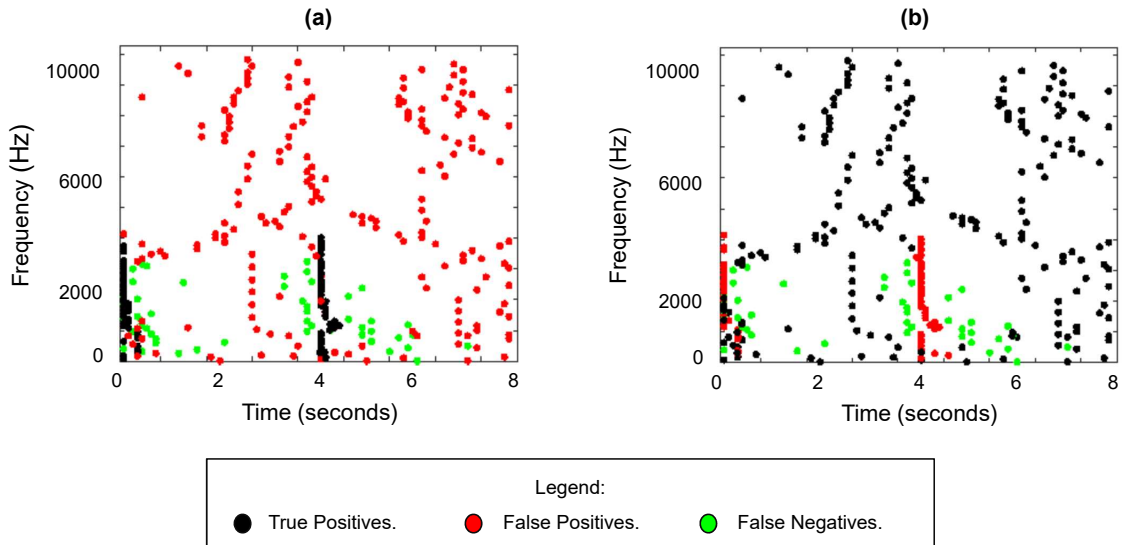 (a) (b)
10000
6000
2000
0
Frequency (Hz)
0 2 4 6 8
Time (seconds)
10000
6000
2000
0
Frequency (Hz)
0 2 4 6 8
Time (seconds)
Legend:
True Positives. False Positives. False Negatives.